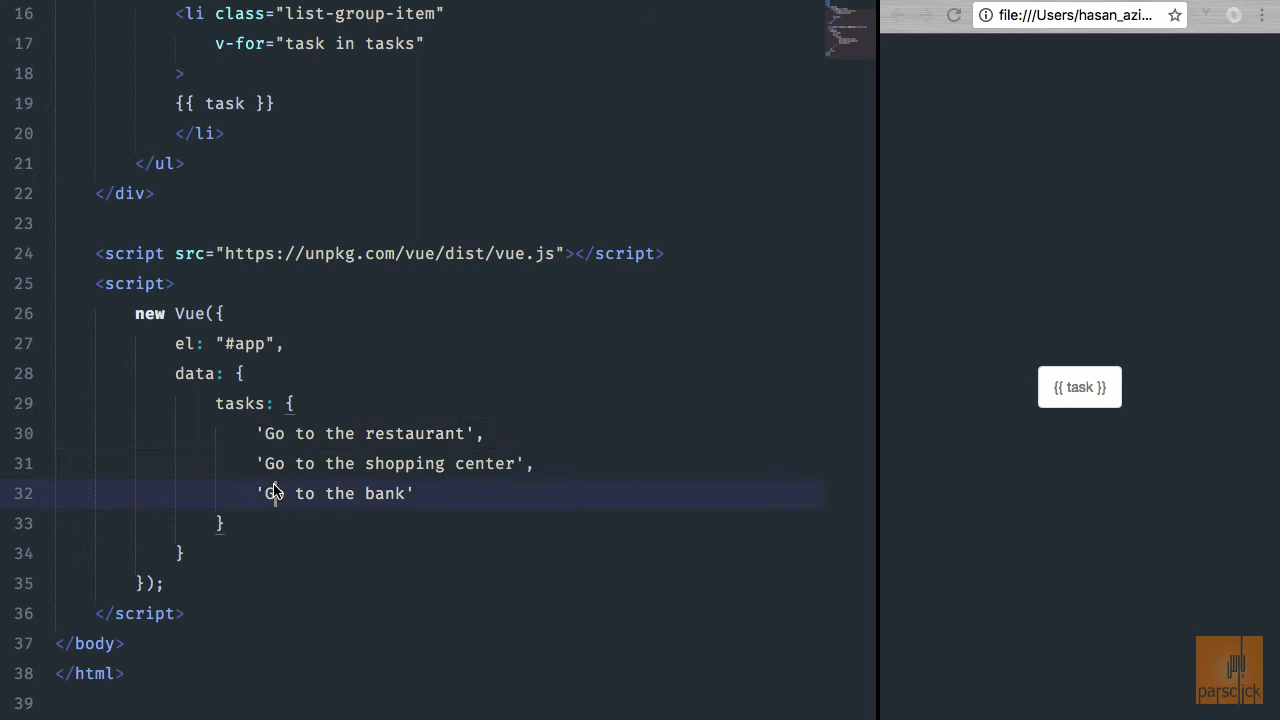 16 <li class="list-group-item"
17 v-for="task in tasks"
18 >
19 {{ task }}
20 </li>
21 </ul>
22 </div>
23
24 <script src="https://unpkg.com/vue/dist/vue.js"></script>
25 <script>
26 new Vue({
27 el: "#app",
28 data: {
29 tasks: {
30 'Go to the restaurant',
31 'Go to the shopping center',
32 'Go to the bank'
33 }
34 }
35 });
36 </script>
37 </body>
38 </html>
39
file:///Users/hasan_azi...
{{ task }}
parsclick